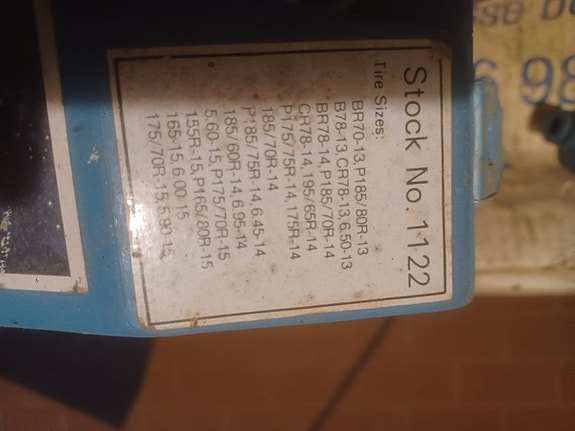 Stock No. 1122
Tire Sizes:
BR70-13,P185/80R-13
B78-13,CR78-13,6.50-13
BR78-14,P185/70R-14
CR78-14,195/65R-14
P175/75R-14,175R-14
185/70R-14
P185/75R-14,6.45-14
185/60R-14,6.95-14
5.60-15,P175/70R-15
155R-15,P165/80R-15
165-15,6.00-15
175/70R-15,5.90-15
se b
98